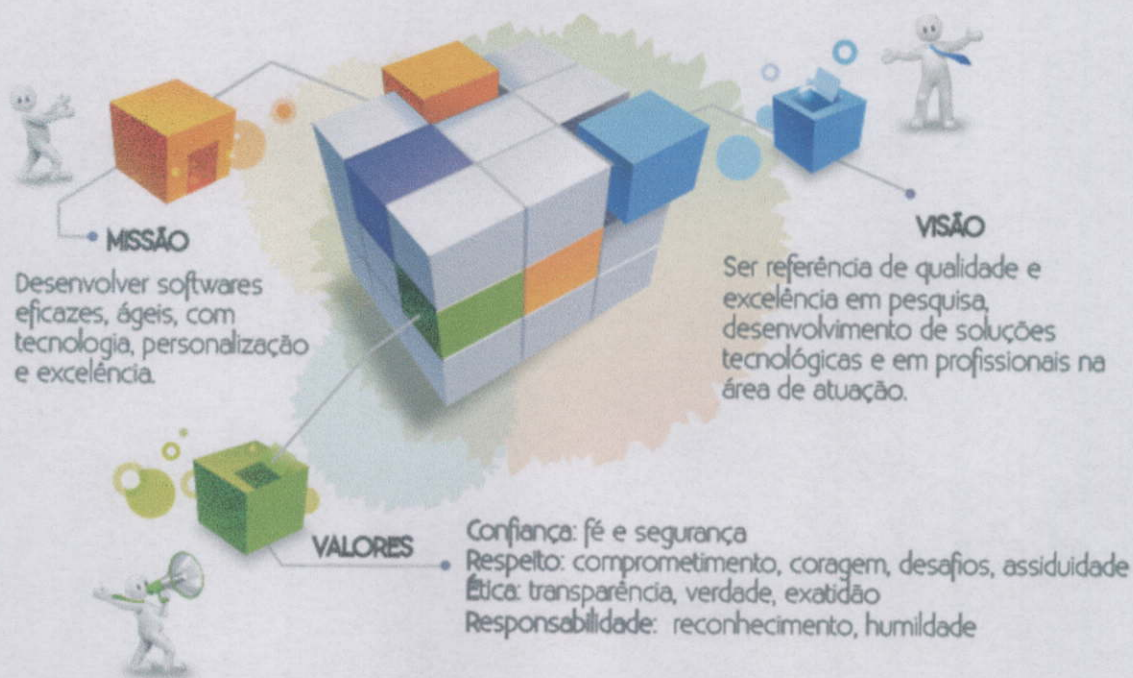 MISSÃO
Desenvolver softwares
eficazes, ágeis, com
tecnologia, personalização
e excelência.
VISÃO
Ser referência de qualidade e
excelência em pesquisa,
desenvolvimento de soluções
tecnológicas e em profissionais na
área de atuação.
VALORES
Confiança: fé e segurança
Respeito: comprometimento, coragem, desafios, assiduidade
Ética: transparência, verdade, exatidão
Responsabilidade: reconhecimento, humildade